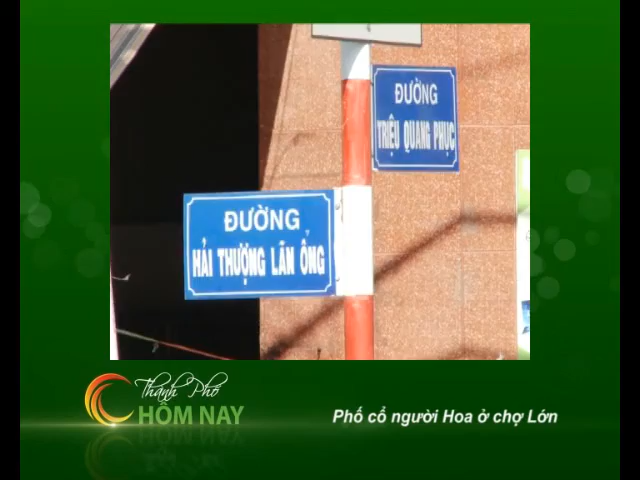 ĐƯỜNG
TRIỆU QUANG PHỤC
ĐƯỜNG
HẢI THƯỢNG LÃN ÔNG
Thành Phố
HÔM NAY
Phố cổ người Hoa ở chợ Lớn